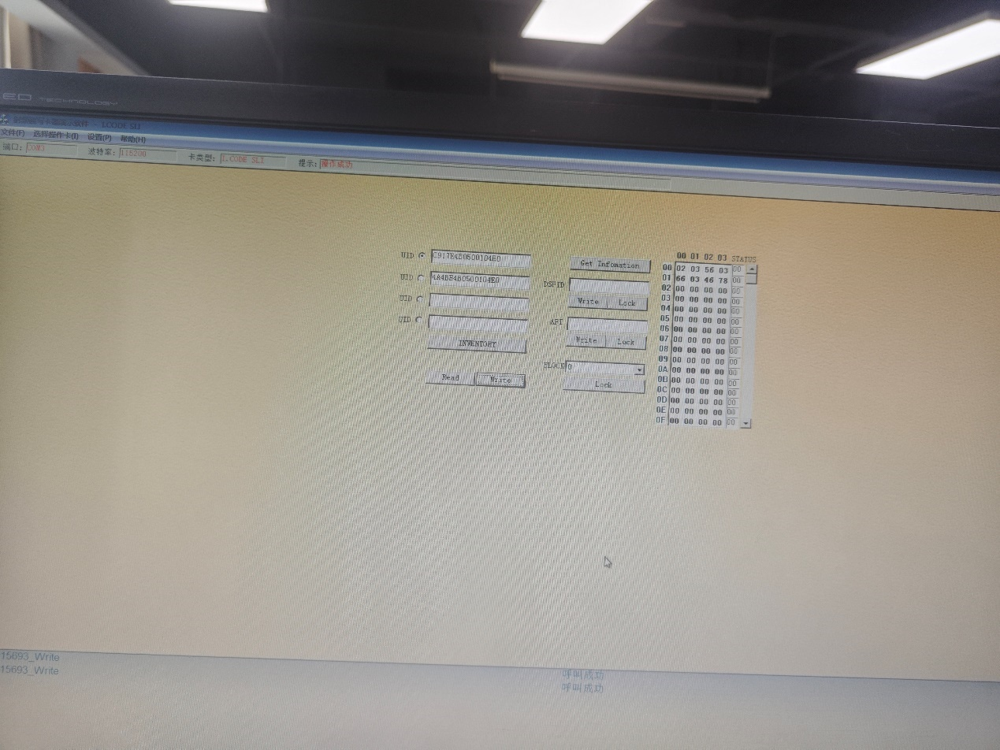 ED TECHNOLOGY
I.CODE SLI
文件(F) 选择操作卡(I) 设置(P) 帮助(H)
端口: COM3 波特率: 115200 卡类型: I.CODE SLI 提示: 操作成功
UID C917E4B0500104E0
UID 4A4BE4B0500104E0
UID
UID
INVENTORY
Read Write
Get Infomation
DSFID
Write Lock
AFI
Write Lock
BLOCK 0
Lock
00 01 02 03 STATUS
00 02 03 56 03 00
01 66 03 46 78 00
02 00 00 00 00 00
03 00 00 00 00 00
04 00 00 00 00 00
05 00 00 00 00 00
06 00 00 00 00 00
07 00 00 00 00 00
08 00 00 00 00 00
09 00 00 00 00 00
0A 00 00 00 00 00
0B 00 00 00 00 00
0C 00 00 00 00 00
0D 00 00 00 00 00
0E 00 00 00 00 00
0F 00 00 00 00 00
15693_Write 呼叫成功
15693_Write 呼叫成功